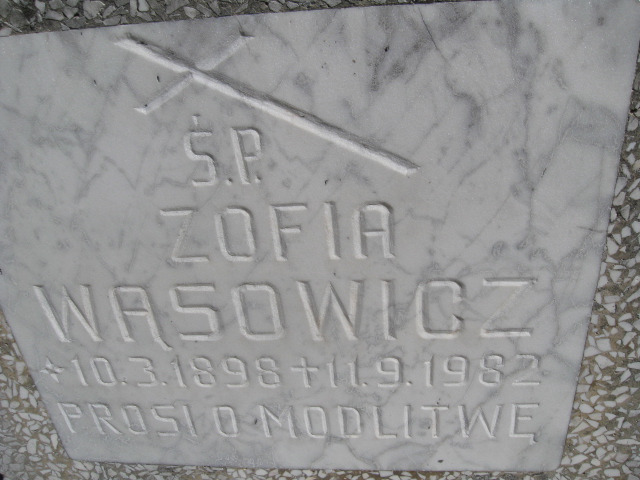 Ś.P.
ZOFIA
WĄSOWICZ
*10.3.1898 +11.9.1982
PROSI O MODLITWĘ